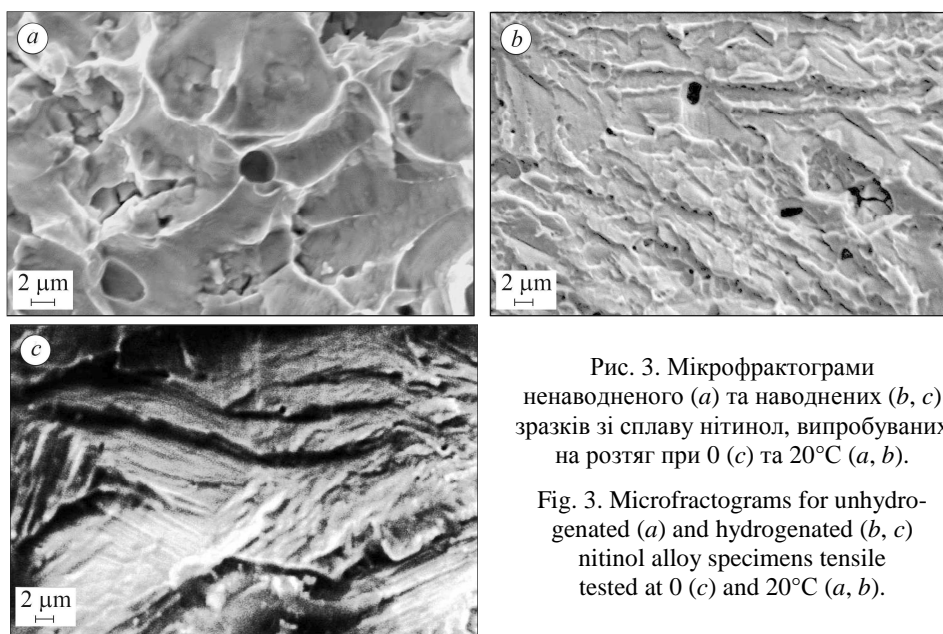 a
b
2 μm
2 μm
c
2 μm
Рис. 3. Мікрофрактограми
ненаводненого (a) та наводнених (b, c)
зразків зі сплаву нітинол, випробуваних
на розтяг при 0 (c) та 20°C (a, b).
Fig. 3. Microfractograms for unhydro-
genated (a) and hydrogenated (b, c)
nitinol alloy specimens tensile
tested at 0 (c) and 20°C (a, b).